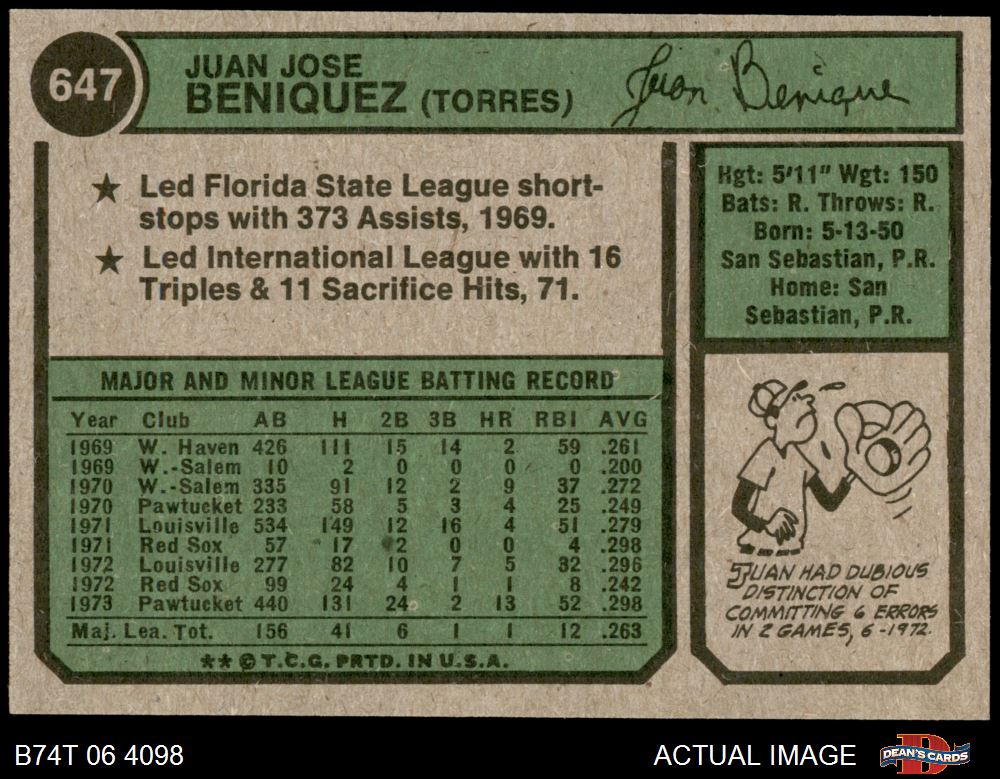 647
JUAN JOSE
BENIQUEZ (TORRES)
Juan Beniquez
★ Led Florida State League short-
stops with 373 Assists, 1969.
★ Led International League with 16
Triples & 11 Sacrifice Hits, 71.
Hgt: 5'11" Wgt: 150
Bats: R. Throws: R.
Born: 5-13-50
San Sebastian, P.R.
Home: San
Sebastian, P.R.
MAJOR AND MINOR LEAGUE BATTING RECORD
Year Club AB H 2B 3B HR RBI AVG
1969 W. Haven 426 111 15 14 2 59 .261
1969 W.-Salem 10 2 0 0 0 0 .200
1970 W.-Salem 335 91 12 2 9 37 .272
1970 Pawtucket 233 58 5 3 4 25 .249
1971 Louisville 534 149 12 16 4 51 .279
1971 Red Sox 57 17 2 0 0 4 .298
1972 Louisville 277 82 10 7 5 32 .296
1972 Red Sox 99 24 4 1 1 8 .242
1973 Pawtucket 440 131 24 2 13 52 .298
Maj. Lea. Tot. 156 41 6 1 1 12 .263
★★ © T.C.G. PRTD. IN U.S.A.
JUAN HAD DUBIOUS
DISTINCTION OF
COMMITTING 6 ERRORS
IN 2 GAMES, 6-1972.
B74T 06 4098
ACTUAL IMAGE
D
DEAN'S CARDS